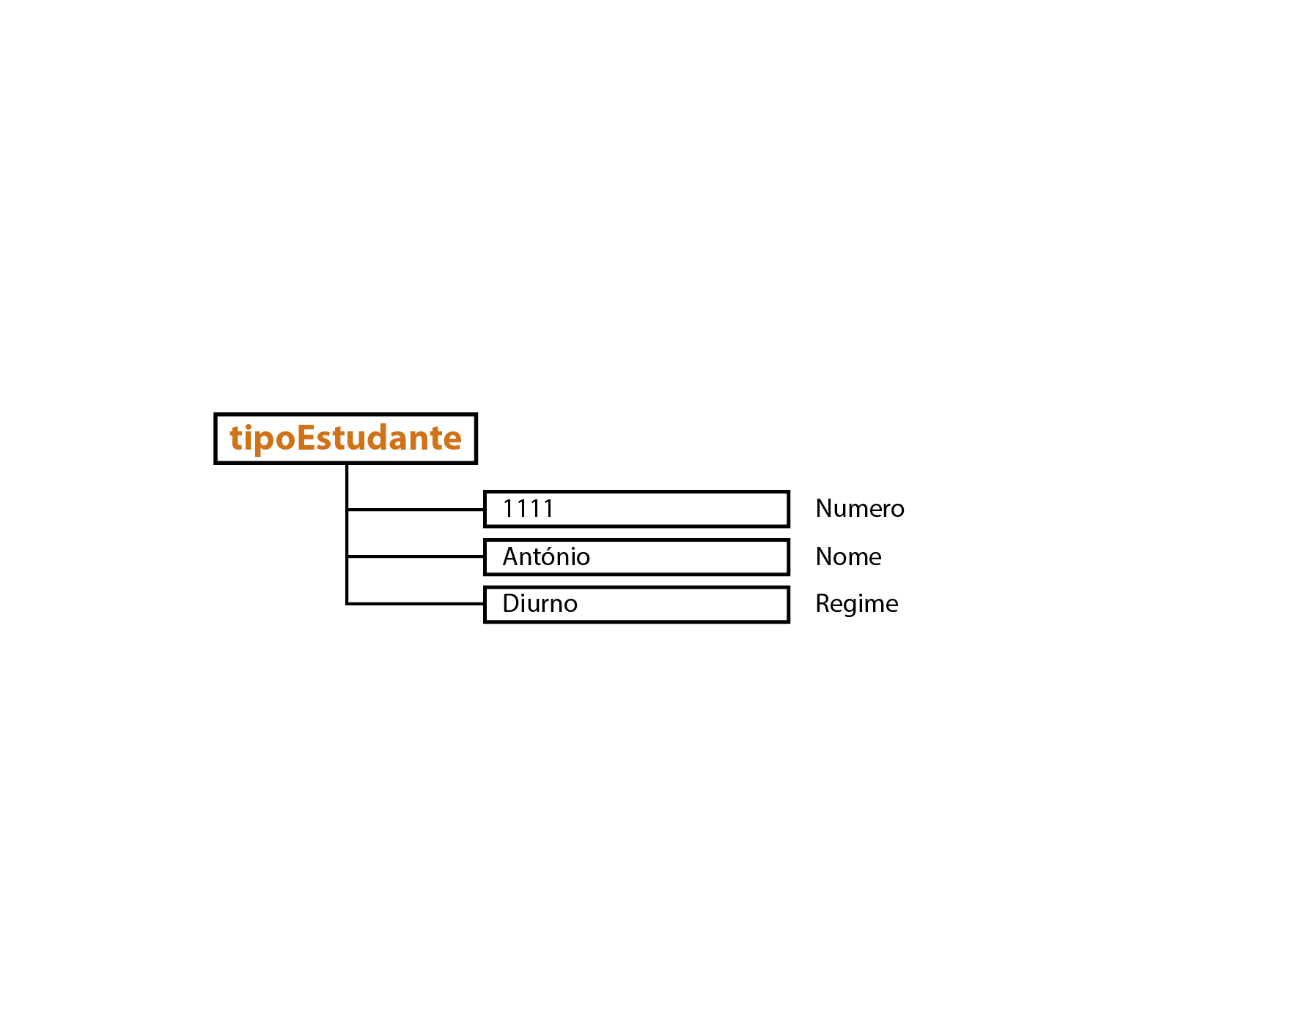 tipoEstudante
1111 Numero
António Nome
Diurno Regime